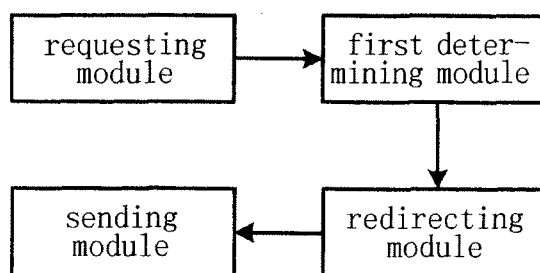 requesting
module
first deter-
mining module
sending
module
redirecting
module